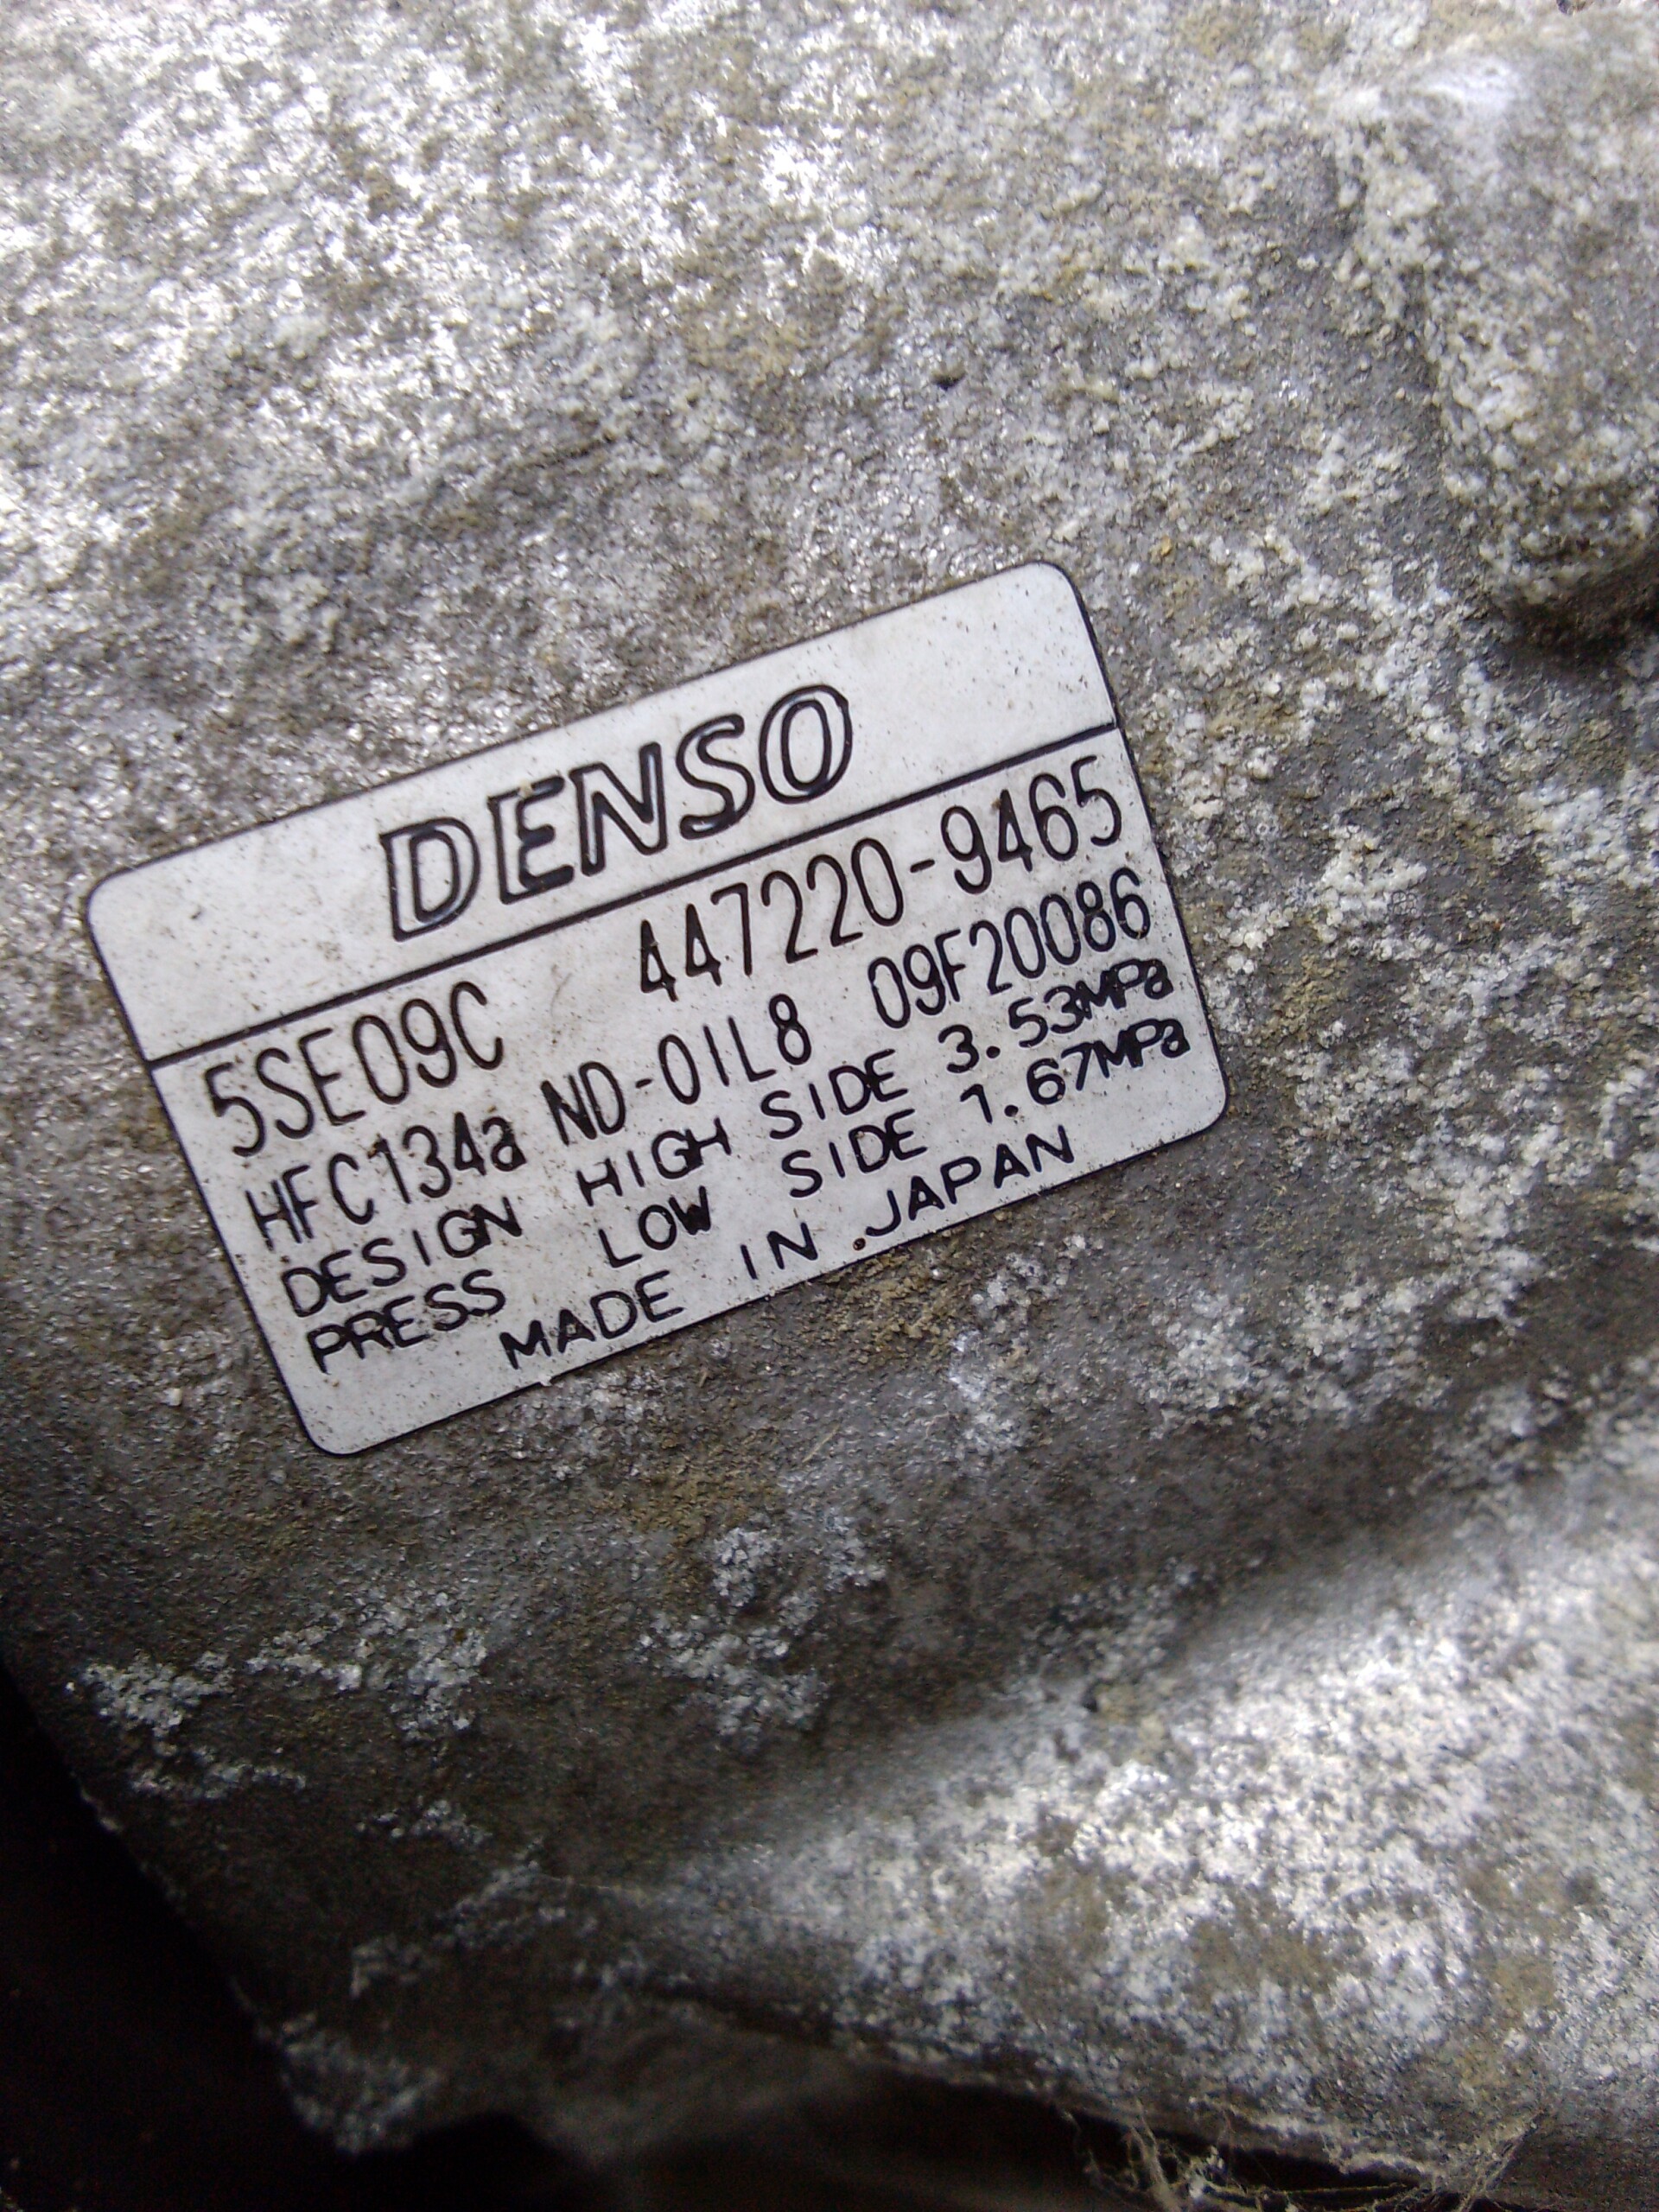 DENSO
5SE09C 447220-9465
HFC134a ND-OIL8 09F20086
DESIGN HIGH SIDE 3.53MPa
PRESS LOW SIDE 1.67MPa
MADE IN JAPAN